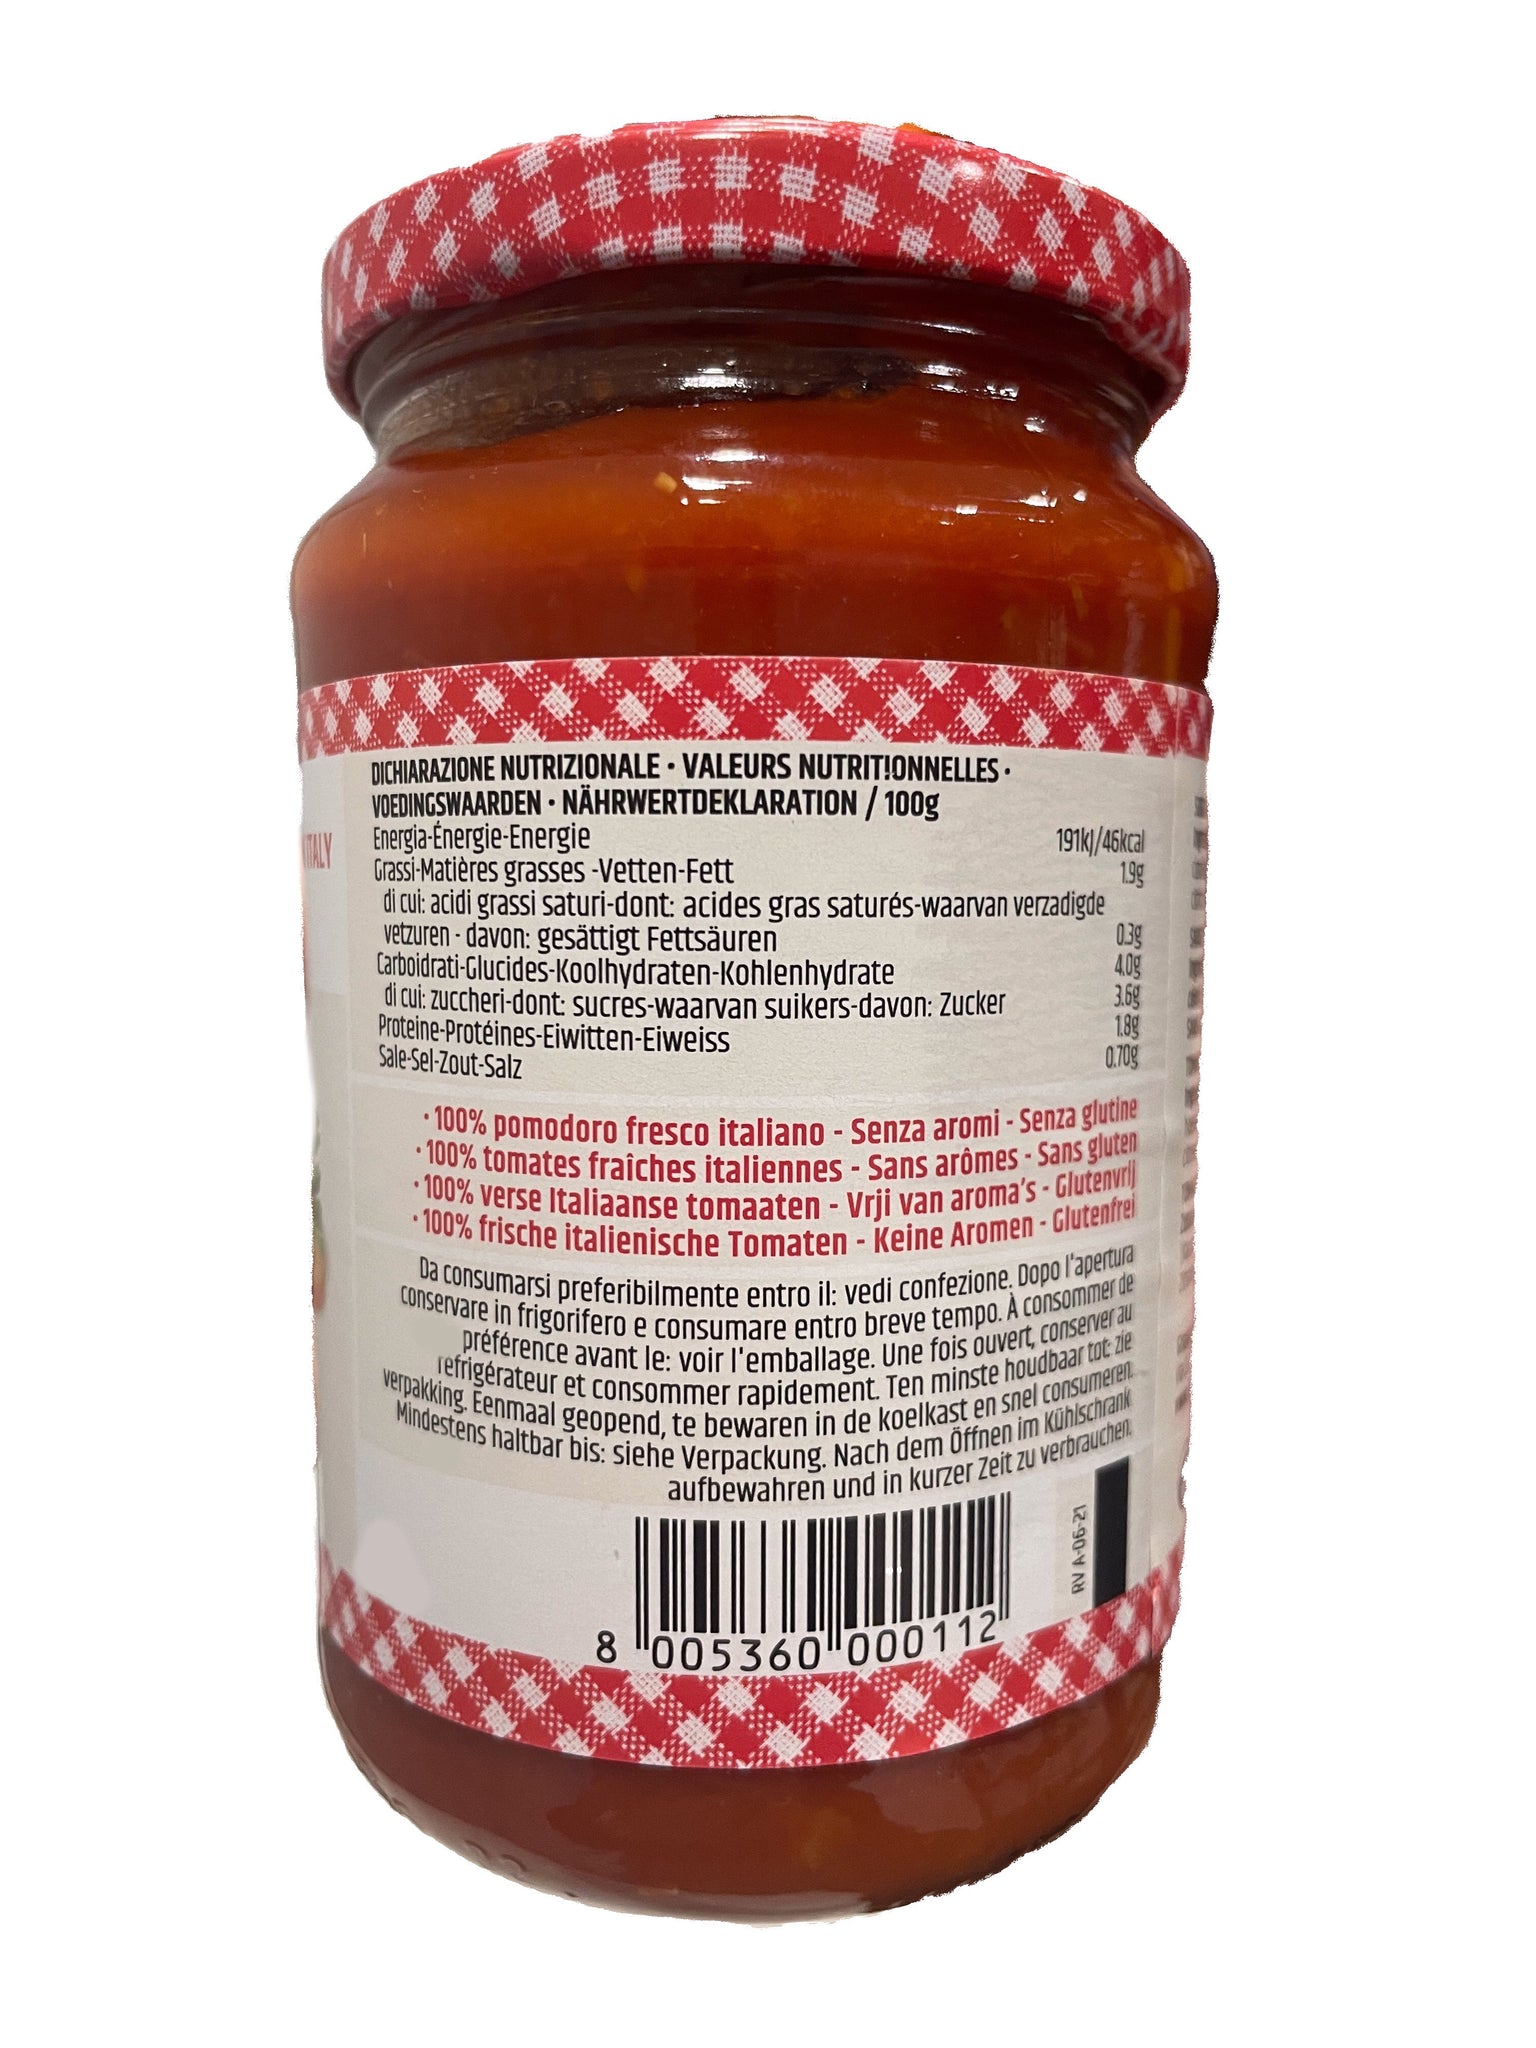 ITALY
DICHIARAZIONE NUTRIZIONALE • VALEURS NUTRITIONNELLES •
VOEDINGSWAARDEN • NÄHRWERTDEKLARATION / 100g
Energia-Énergie-Energie 191kJ/46kcal
Grassi-Matières grasses -Vetten-Fett 1.9g
di cui: acidi grassi saturi-dont: acides gras saturés-waarvan verzadigde
vetzuren - davon: gesättigt Fettsäuren 0.3g
Carboidrati-Glucides-Koolhydraten-Kohlenhydrate 4.0g
di cui: zuccheri-dont: sucres-waarvan suikers-davon: Zucker 3.6g
Proteine-Protéines-Eiwitten-Eiweiss 1.8g
Sale-Sel-Zout-Salz 0.70g
• 100% pomodoro fresco italiano - Senza aromi - Senza glutine
• 100% tomates fraîches italiennes - Sans arômes - Sans gluten
• 100% verse Italiaanse tomaaten - Vrji van aroma's - Glutenvrij
• 100% frische italienische Tomaten - Keine Aromen - Glutenfrei
Da consumarsi preferibilmente entro il: vedi confezione. Dopo l'apertura
conservare in frigorifero e consumare entro breve tempo. À consommer de
préférence avant le: voir l'emballage. Une fois ouvert, conserver au
refrigérateur et consommer rapidement. Ten minste houdbaar tot: zie
verpakking. Eenmaal geopend, te bewaren in de koelkast en snel consumeren.
Mindestens haltbar bis: siehe Verpackung. Nach dem Öffnen im Kühlschrank
aufbewahren und in kurzer Zeit zu verbrauchen.
RV A-06-21
8 005360 000112